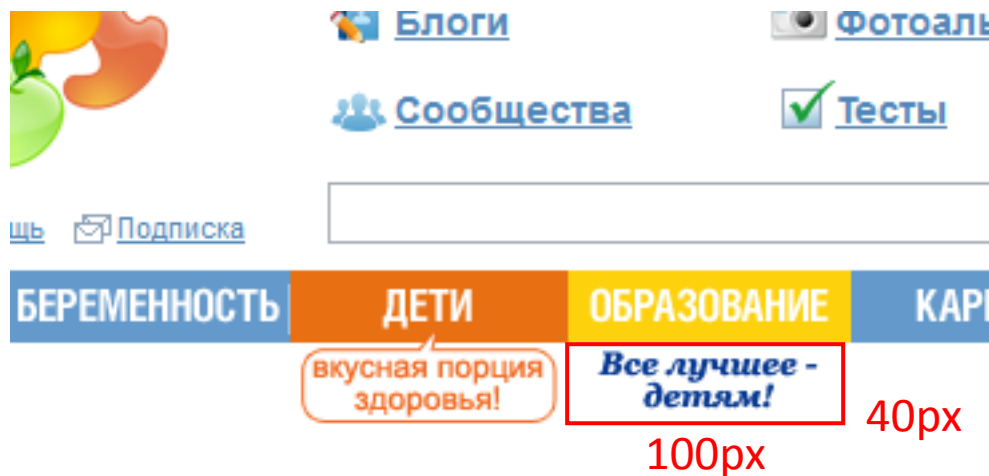 Блоги
Фотоаль
Сообщества
Тесты
щь
Подписка
БЕРЕМЕННОСТЬ
ДЕТИ
ОБРАЗОВАНИЕ
КАР
вкусная порция
здоровья!
Все лучшее -
детям!
40px
100px